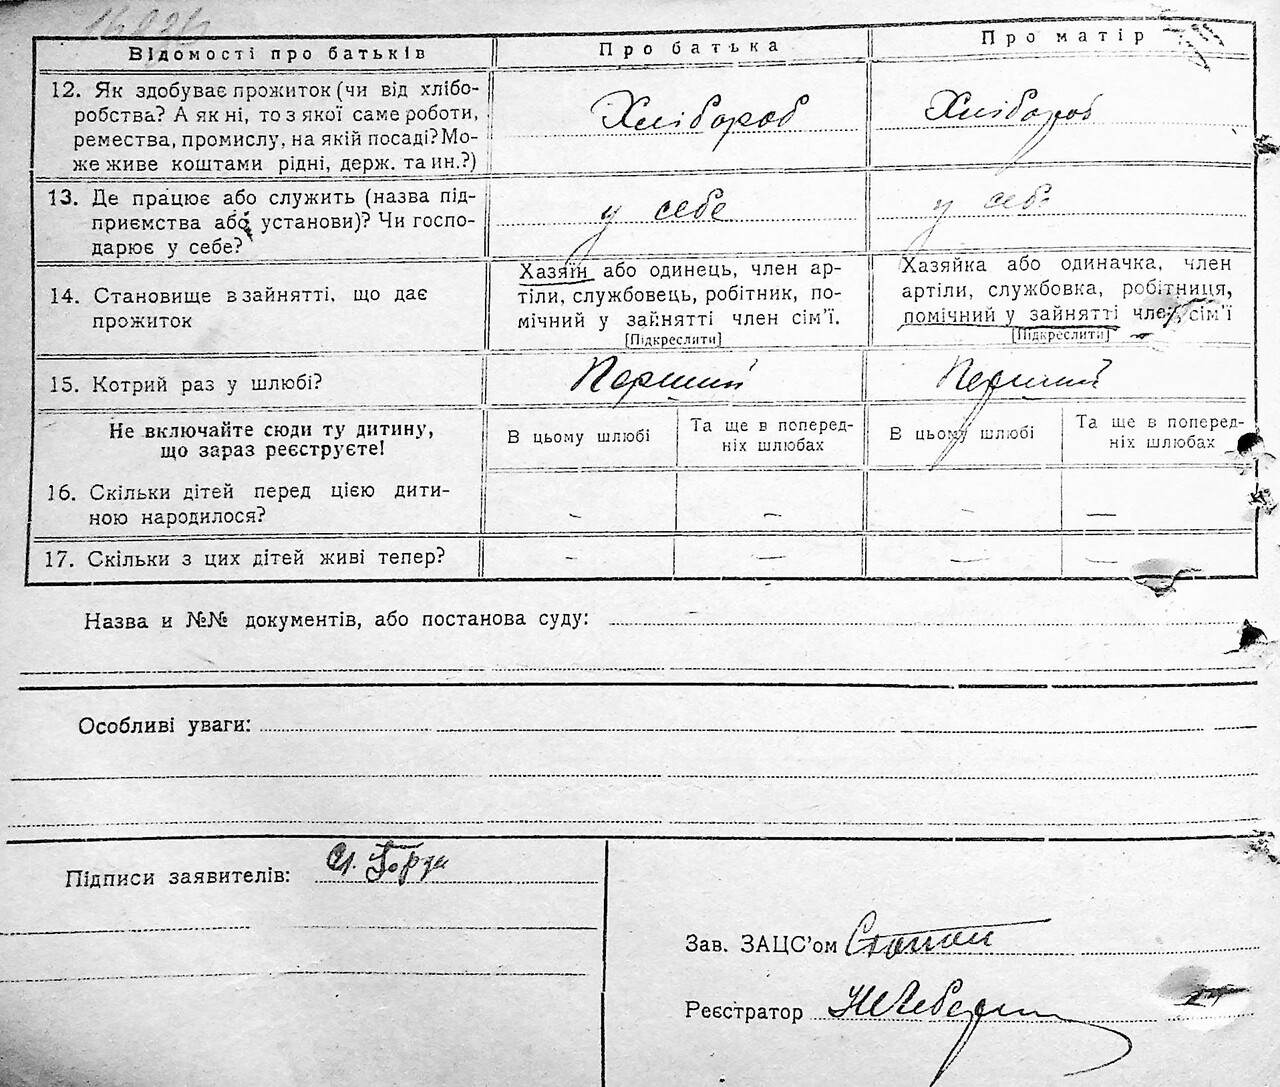 Відомості про батьків
Про батька
Про матір
12. Як здобуває прожиток (чи від хлібо-
робства? А як ні, то з якої саме роботи,
ремества, промислу, на якій посаді? Мо-
же живе коштами рідні, держ. та ин.?)
Хлібороб
Хлібороб
13. Де працює або служить (назва під-
приємства або установи)? Чи госпо-
дарює у себе?
у себе
у себе
14. Становище в зайнятті, що дає
прожиток
Хазяїн або одинець, член ар-
тіли, службовець, робітник, по-
мічний у зайнятті член сім’ї.
[Підкреслити]
Хазяйка або одиначка, член
артіли, службовка, робітниця,
помічний у зайнятті член сім’ї
[Підкреслити]
15. Котрий раз у шлюбі?
Перший
Перший
Не включайте сюди ту дитину,
що зараз реєструєте!
В цьому шлюбі
Та ще в поперед-
ніх шлюбах
В цьому шлюбі
Та ще в поперед-
ніх шлюбах
16. Скільки дітей перед цією дити-
ною народилося?
– – – —
17. Скільки з цих дітей живі тепер?
– — — —
Назва и №№ документів, або постанова суду:
Особливі уваги:
Підписи заявителів:
Зав. ЗАЦС’ом
Реєстратор